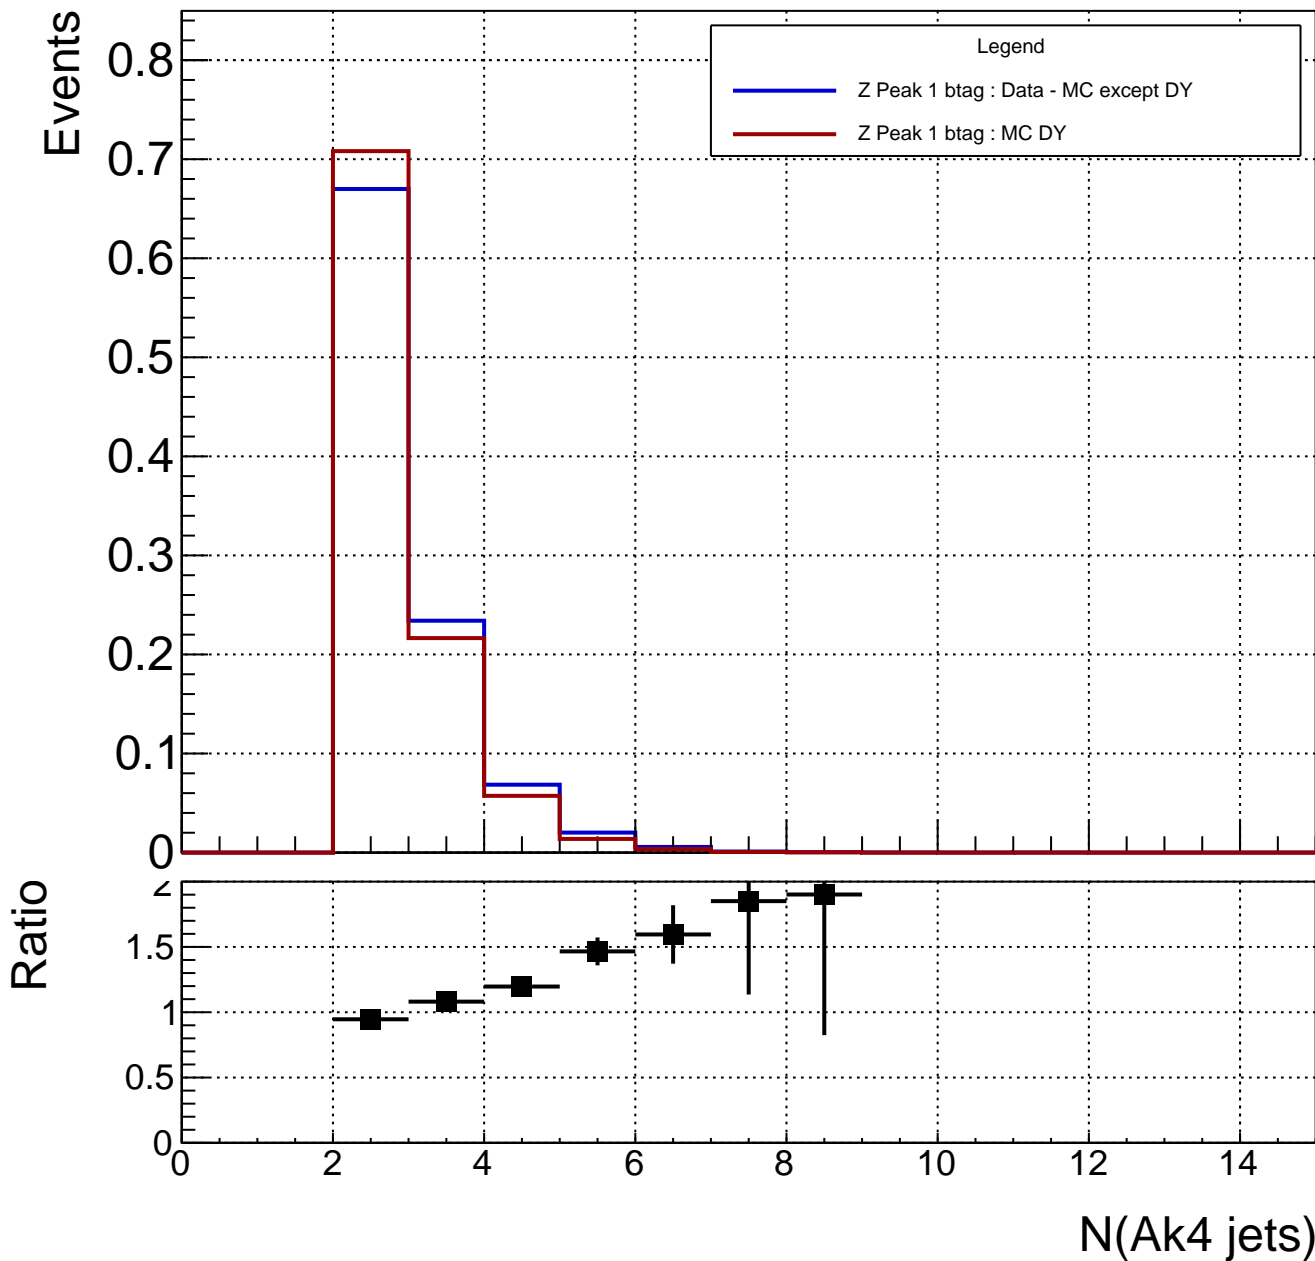 Events
0.8
0.7
0.6
0.5
0.4
0.3
0.2
0.1
0
Legend
Z Peak 1 btag : Data - MC except DY
Z Peak 1 btag : MC DY
Ratio
2
1.5
1
0.5
0
0 2 4 6 8 10 12 14
N(Ak4 jets)